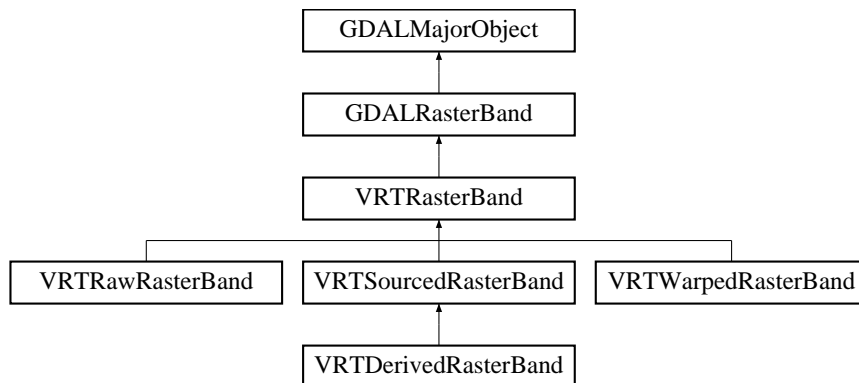 GDALMajorObject
GDALRasterBand
VRTRasterBand
VRTRawRasterBand
VRTSourcedRasterBand
VRTWarpedRasterBand
VRTDerivedRasterBand